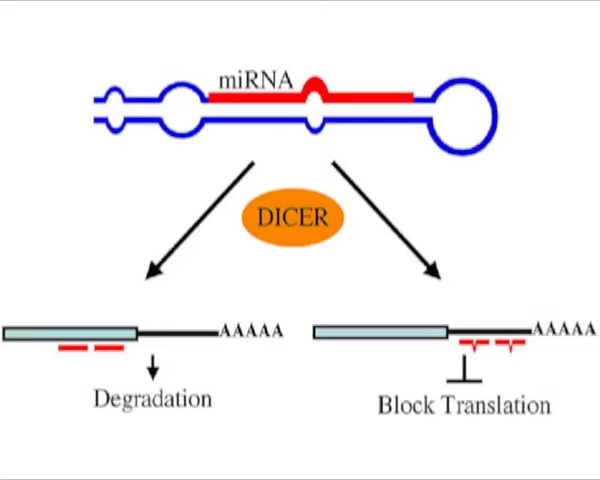 miRNA
DICER
AAAAA
AAAAA
Degradation
Block Translation